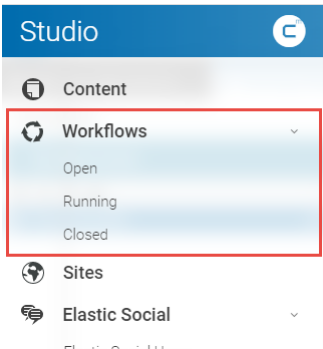 Studio
Content
Workflows
Open
Running
Closed
Sites
Elastic Social